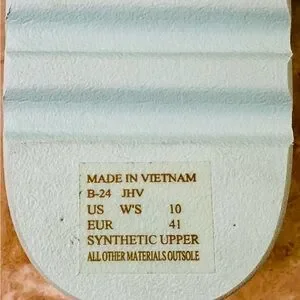 MADE IN VIETNAM
B-24 JHV
US W'S 10
EUR 41
SYNTHETIC UPPER
ALL OTHER MATERIALS OUTSOLE